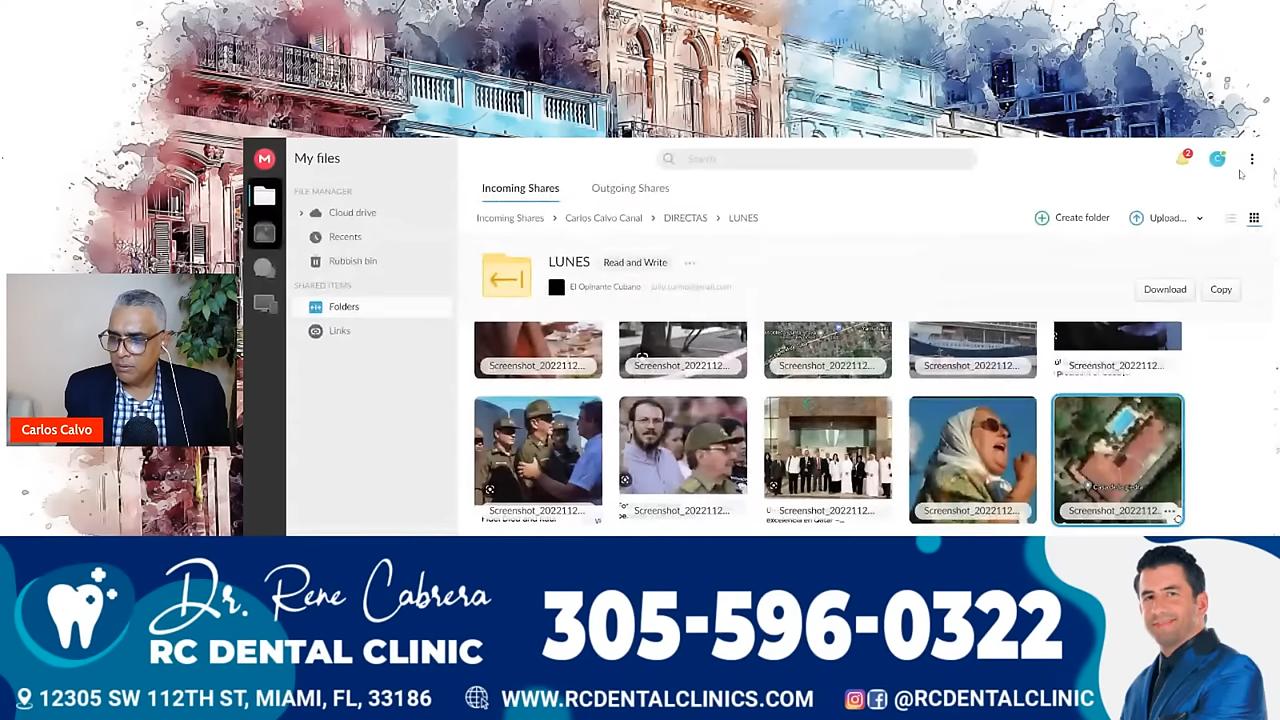 M
My files
Search
2
C
FILE MANAGER
Cloud drive
Recents
Rubbish bin
SHARED ITEMS
Folders
Links
Incoming Shares
Outgoing Shares
Incoming Shares > Carlos Calvo Canal > DIRECTAS > LUNES
Create folder
Upload...
LUNES
Read and Write
El Opinante Cubano
Download
Copy
Screenshot_2022112...
Screenshot_2022112...
Screenshot_2022112...
Screenshot_2022112...
Screenshot_2022112...
Screenshot_2022112...
Screenshot_2022112...
Screenshot_2022112...
Screenshot_2022112...
Screenshot_2022112...
Carlos Calvo
Dr. Rene Cabrera
RC DENTAL CLINIC
305-596-0322
12305 SW 112TH ST, MIAMI, FL, 33186
WWW.RCDENTALCLINICS.COM
@RCDENTALCLINIC